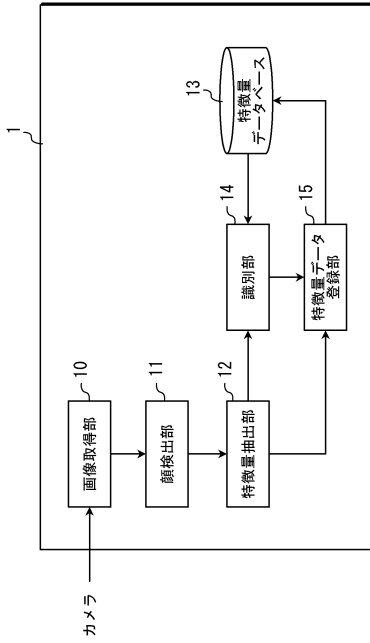 1
カメラ
画像取得部
10
顔検出部
11
特徴量抽出部
12
識別部
14
特徴量
データベース
13
特徴量データ
登録部
15